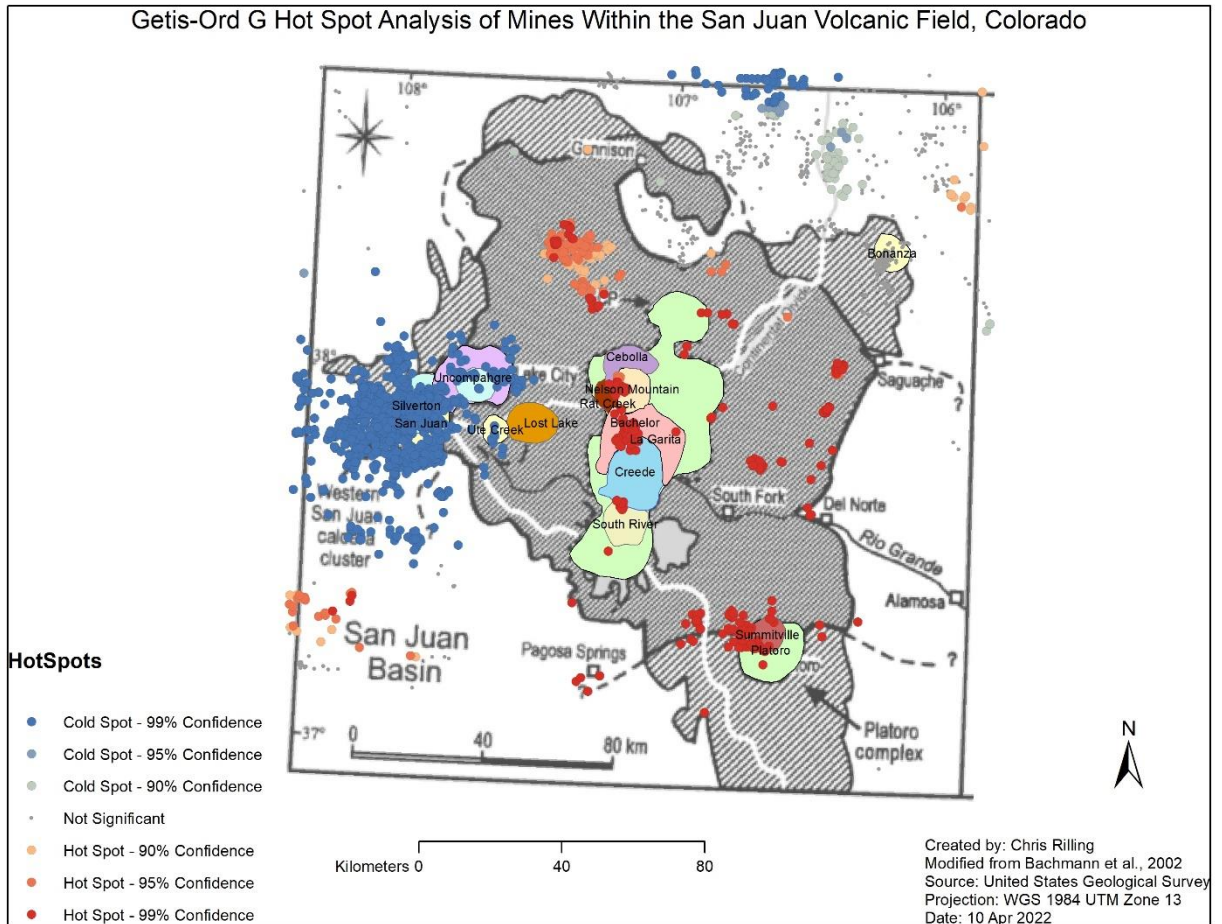 Getis-Ord G Hot Spot Analysis of Mines Within the San Juan Volcanic Field, Colorado
108°
107°
106°
Gunnison
Bonanza
Continental Divide
38°
Cebolla
Saguache
?
Uncompahgre
Lake City
Nelson Mountain
Rat Creek
Silverton
San Juan
Ute Creek
Lost Lake
Bachelor
La Garita
Creede
Western
San Juan
caldera
cluster
?
South Fork
Del Norte
South River
Rio Grande
Alamosa
San Juan
Basin
Pagosa Springs
?
Summitville
Platoro
?
Platoro
complex
37°
0 40 80 km
HotSpots
Cold Spot - 99% Confidence
Cold Spot - 95% Confidence
Cold Spot - 90% Confidence
Not Significant
Hot Spot - 90% Confidence
Hot Spot - 95% Confidence
Hot Spot - 99% Confidence
Kilometers 0 40 80
N
Created by: Chris Rilling
Modified from Bachmann et al., 2002
Source: United States Geological Survey
Projection: WGS 1984 UTM Zone 13
Date: 10 Apr 2022